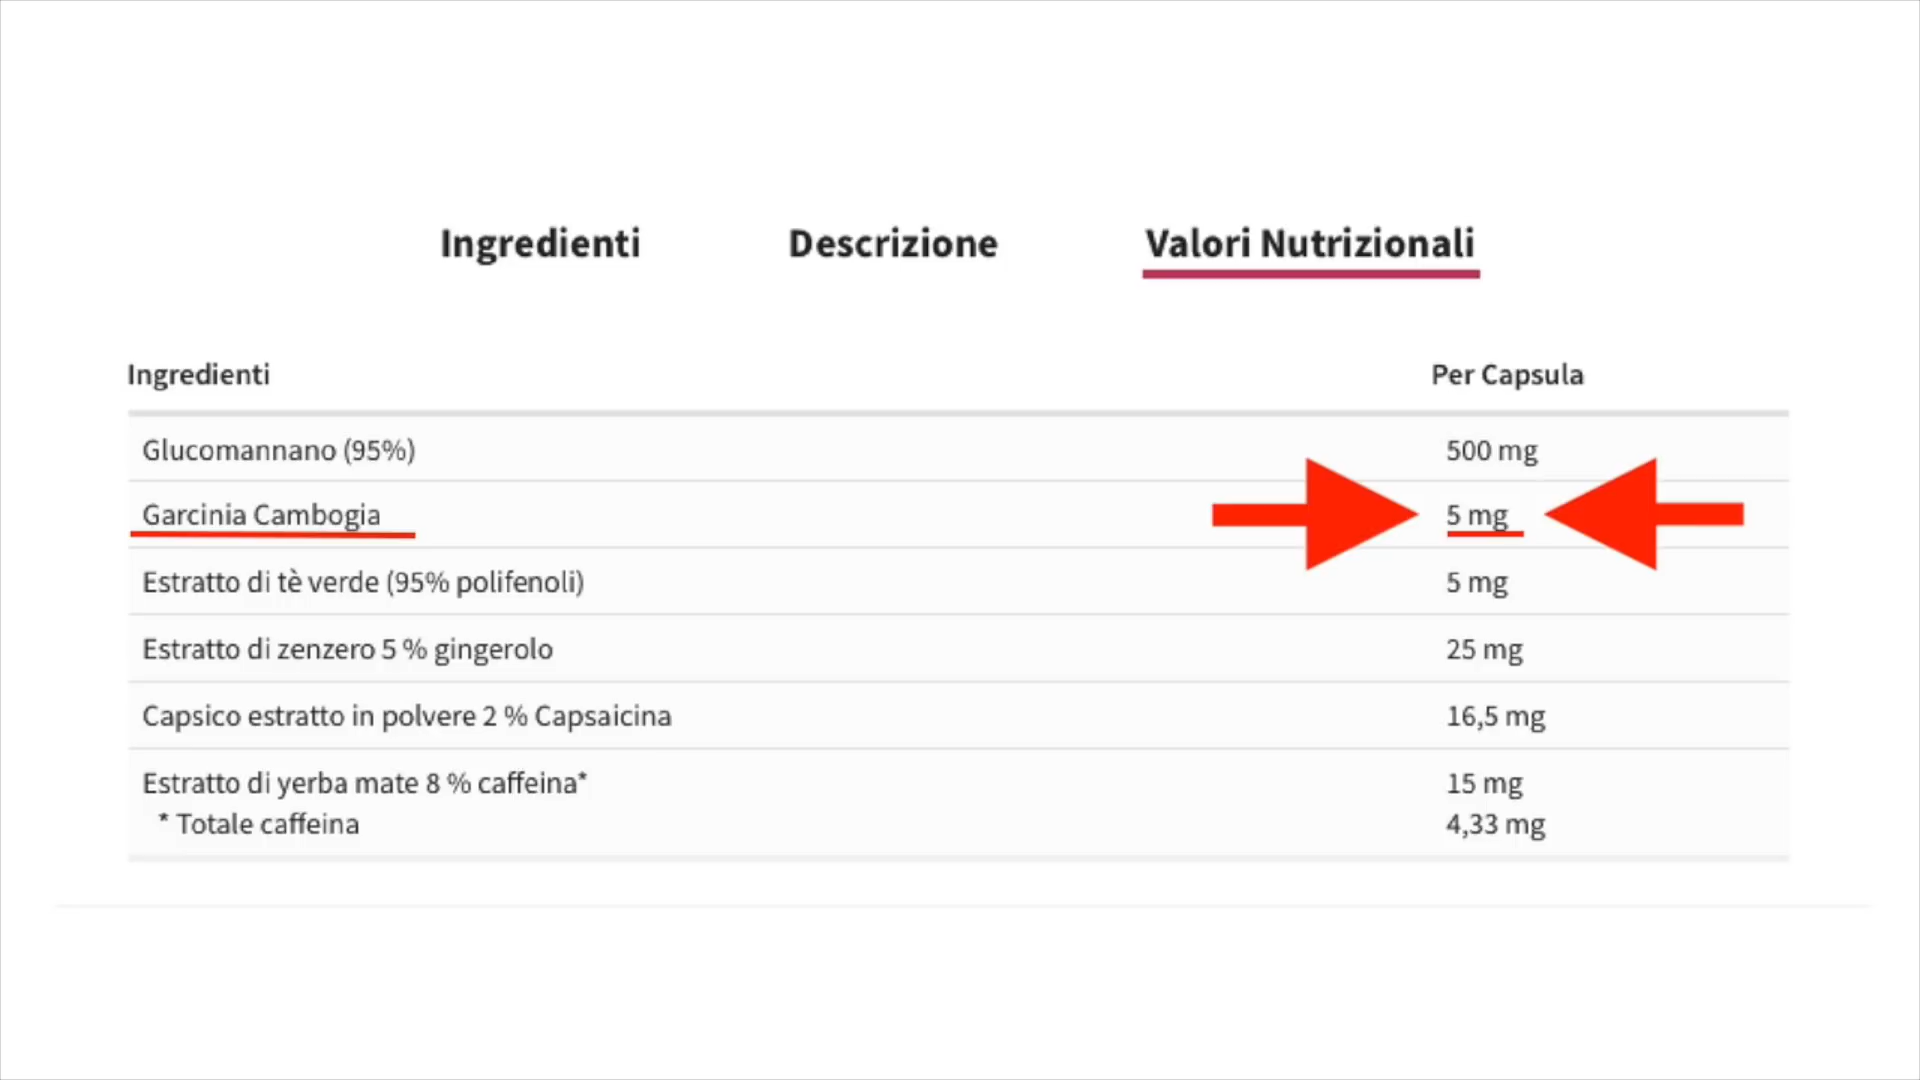 Ingredienti Descrizione Valori Nutrizionali
Ingredienti Per Capsula
Glucomannano (95%) 500 mg
Garcinia Cambogia 5 mg
Estratto di tè verde (95% polifenoli) 5 mg
Estratto di zenzero 5 % gingerolo 25 mg
Capsico estratto in polvere 2 % Capsaicina 16,5 mg
Estratto di yerba mate 8 % caffeina* 15 mg
* Totale caffeina 4,33 mg